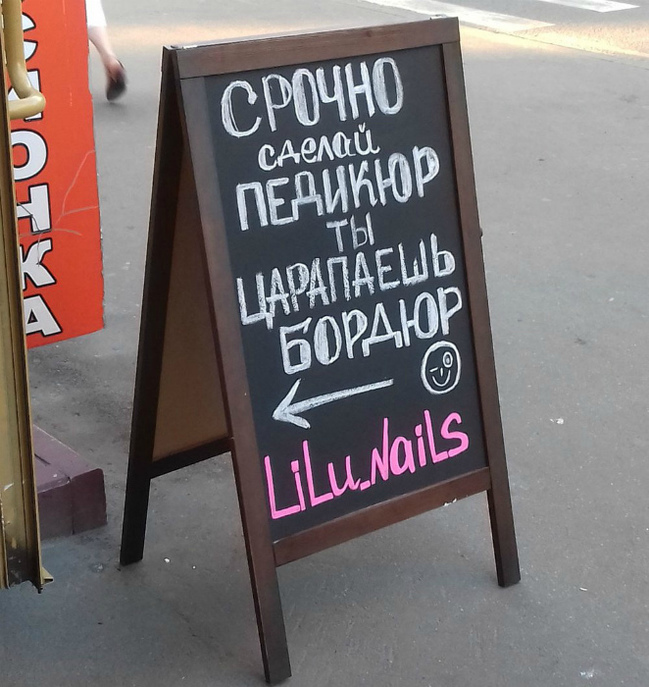 СРОЧНО
сделай
ПЕДИКЮР
ТЫ
ЦАРАПАЕШЬ
БОРДЮР
LiLu_NaiLs